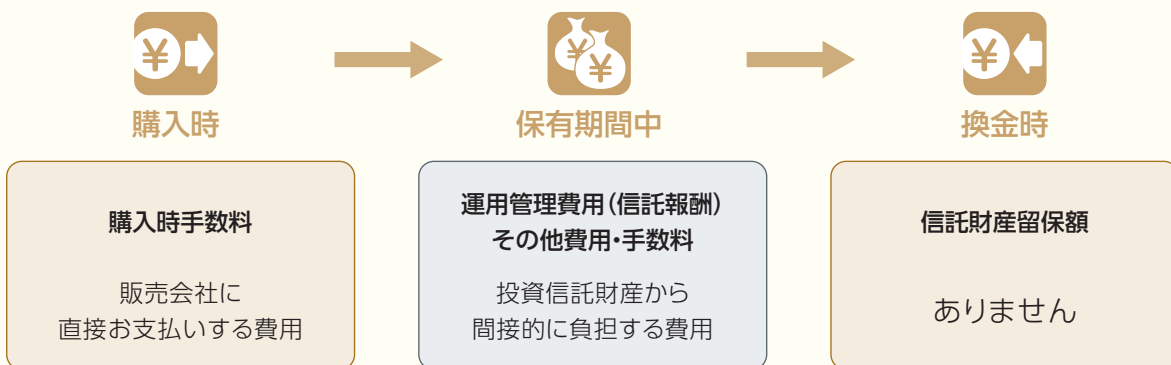 ¥
¥
¥
¥
購入時
保有期間中
換金時
購入時手数料
販売会社に
直接お支払いする費用
運用管理費用(信託報酬)
その他費用・手数料
投資信託財産から
間接的に負担する費用
信託財産留保額
ありません